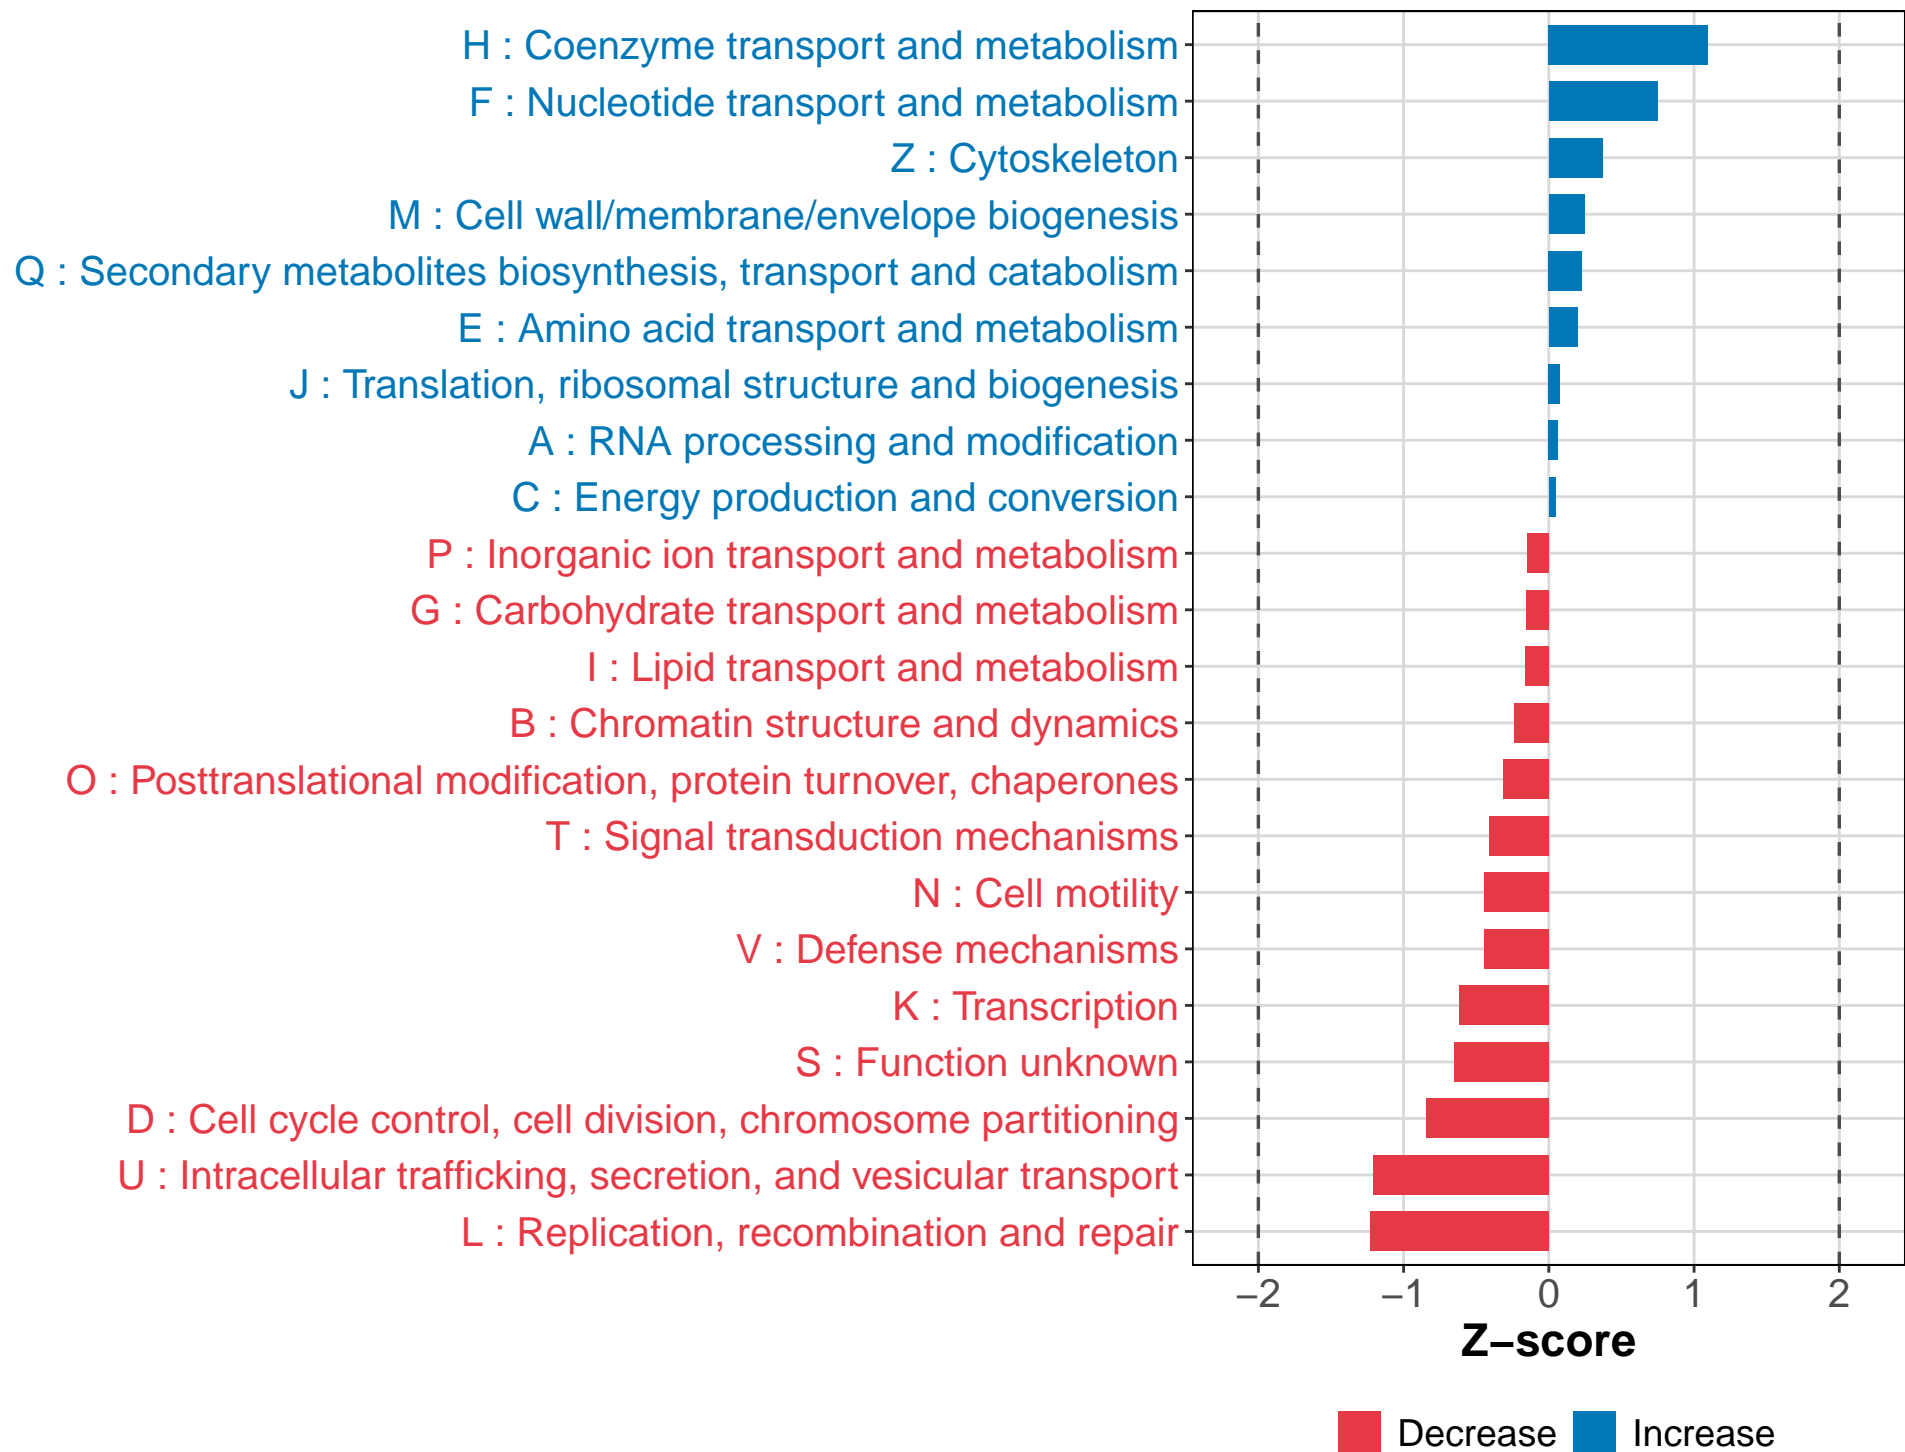 H : Coenzyme transport and metabolism
F : Nucleotide transport and metabolism
Z : Cytoskeleton
M : Cell wall/membrane/envelope biogenesis
Q : Secondary metabolites biosynthesis, transport and catabolism
E : Amino acid transport and metabolism
J : Translation, ribosomal structure and biogenesis
A : RNA processing and modification
C : Energy production and conversion
P : Inorganic ion transport and metabolism
G : Carbohydrate transport and metabolism
I : Lipid transport and metabolism
B : Chromatin structure and dynamics
O : Posttranslational modification, protein turnover, chaperones
T : Signal transduction mechanisms
N : Cell motility
V : Defense mechanisms
K : Transcription
S : Function unknown
D : Cell cycle control, cell division, chromosome partitioning
U : Intracellular trafficking, secretion, and vesicular transport
L : Replication, recombination and repair
−2 −1 0 1 2
Z−score
Decrease Increase